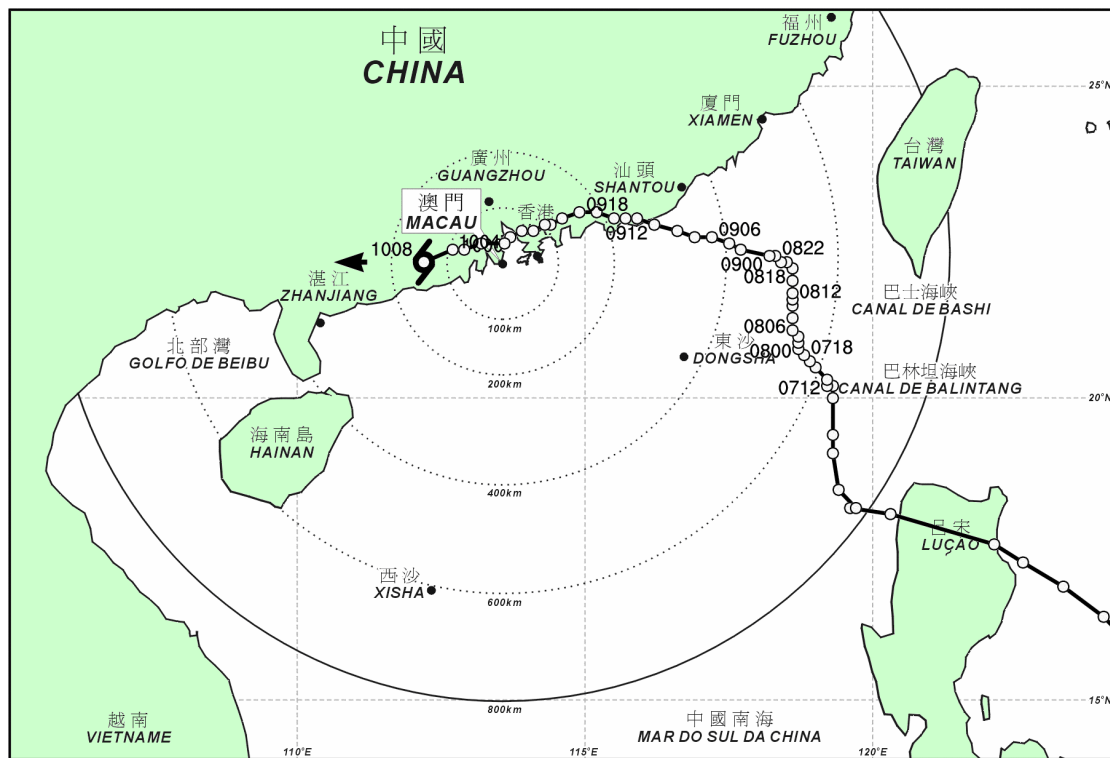 福 州
FUZHOU
中 國
CHINA
25°N
廈 門
XIAMEN
台 灣
TAIWAN
廣 州
GUANGZHOU
汕 頭
SHANTOU
澳 門
MACAU
香港
0918
0912
0906
1008
1004
0900
0822
0818
0812
湛 江
ZHANJIANG
巴士海峽
CANAL DE BASHI
100km
0806
北 部 灣
GOLFO DE BEIBU
東 沙
DONGSHA
0800
0718
200km
巴林坦海峽
CANAL DE BALINTANG
0712
20°N
海 南 島
HAINAN
400km
呂 宋
LUÇAO
西 沙
XISHA
600km
800km
15°N
越 南
VIETNAME
中 國 南 海
MAR DO SUL DA CHINA
110°E
115°E
120°E